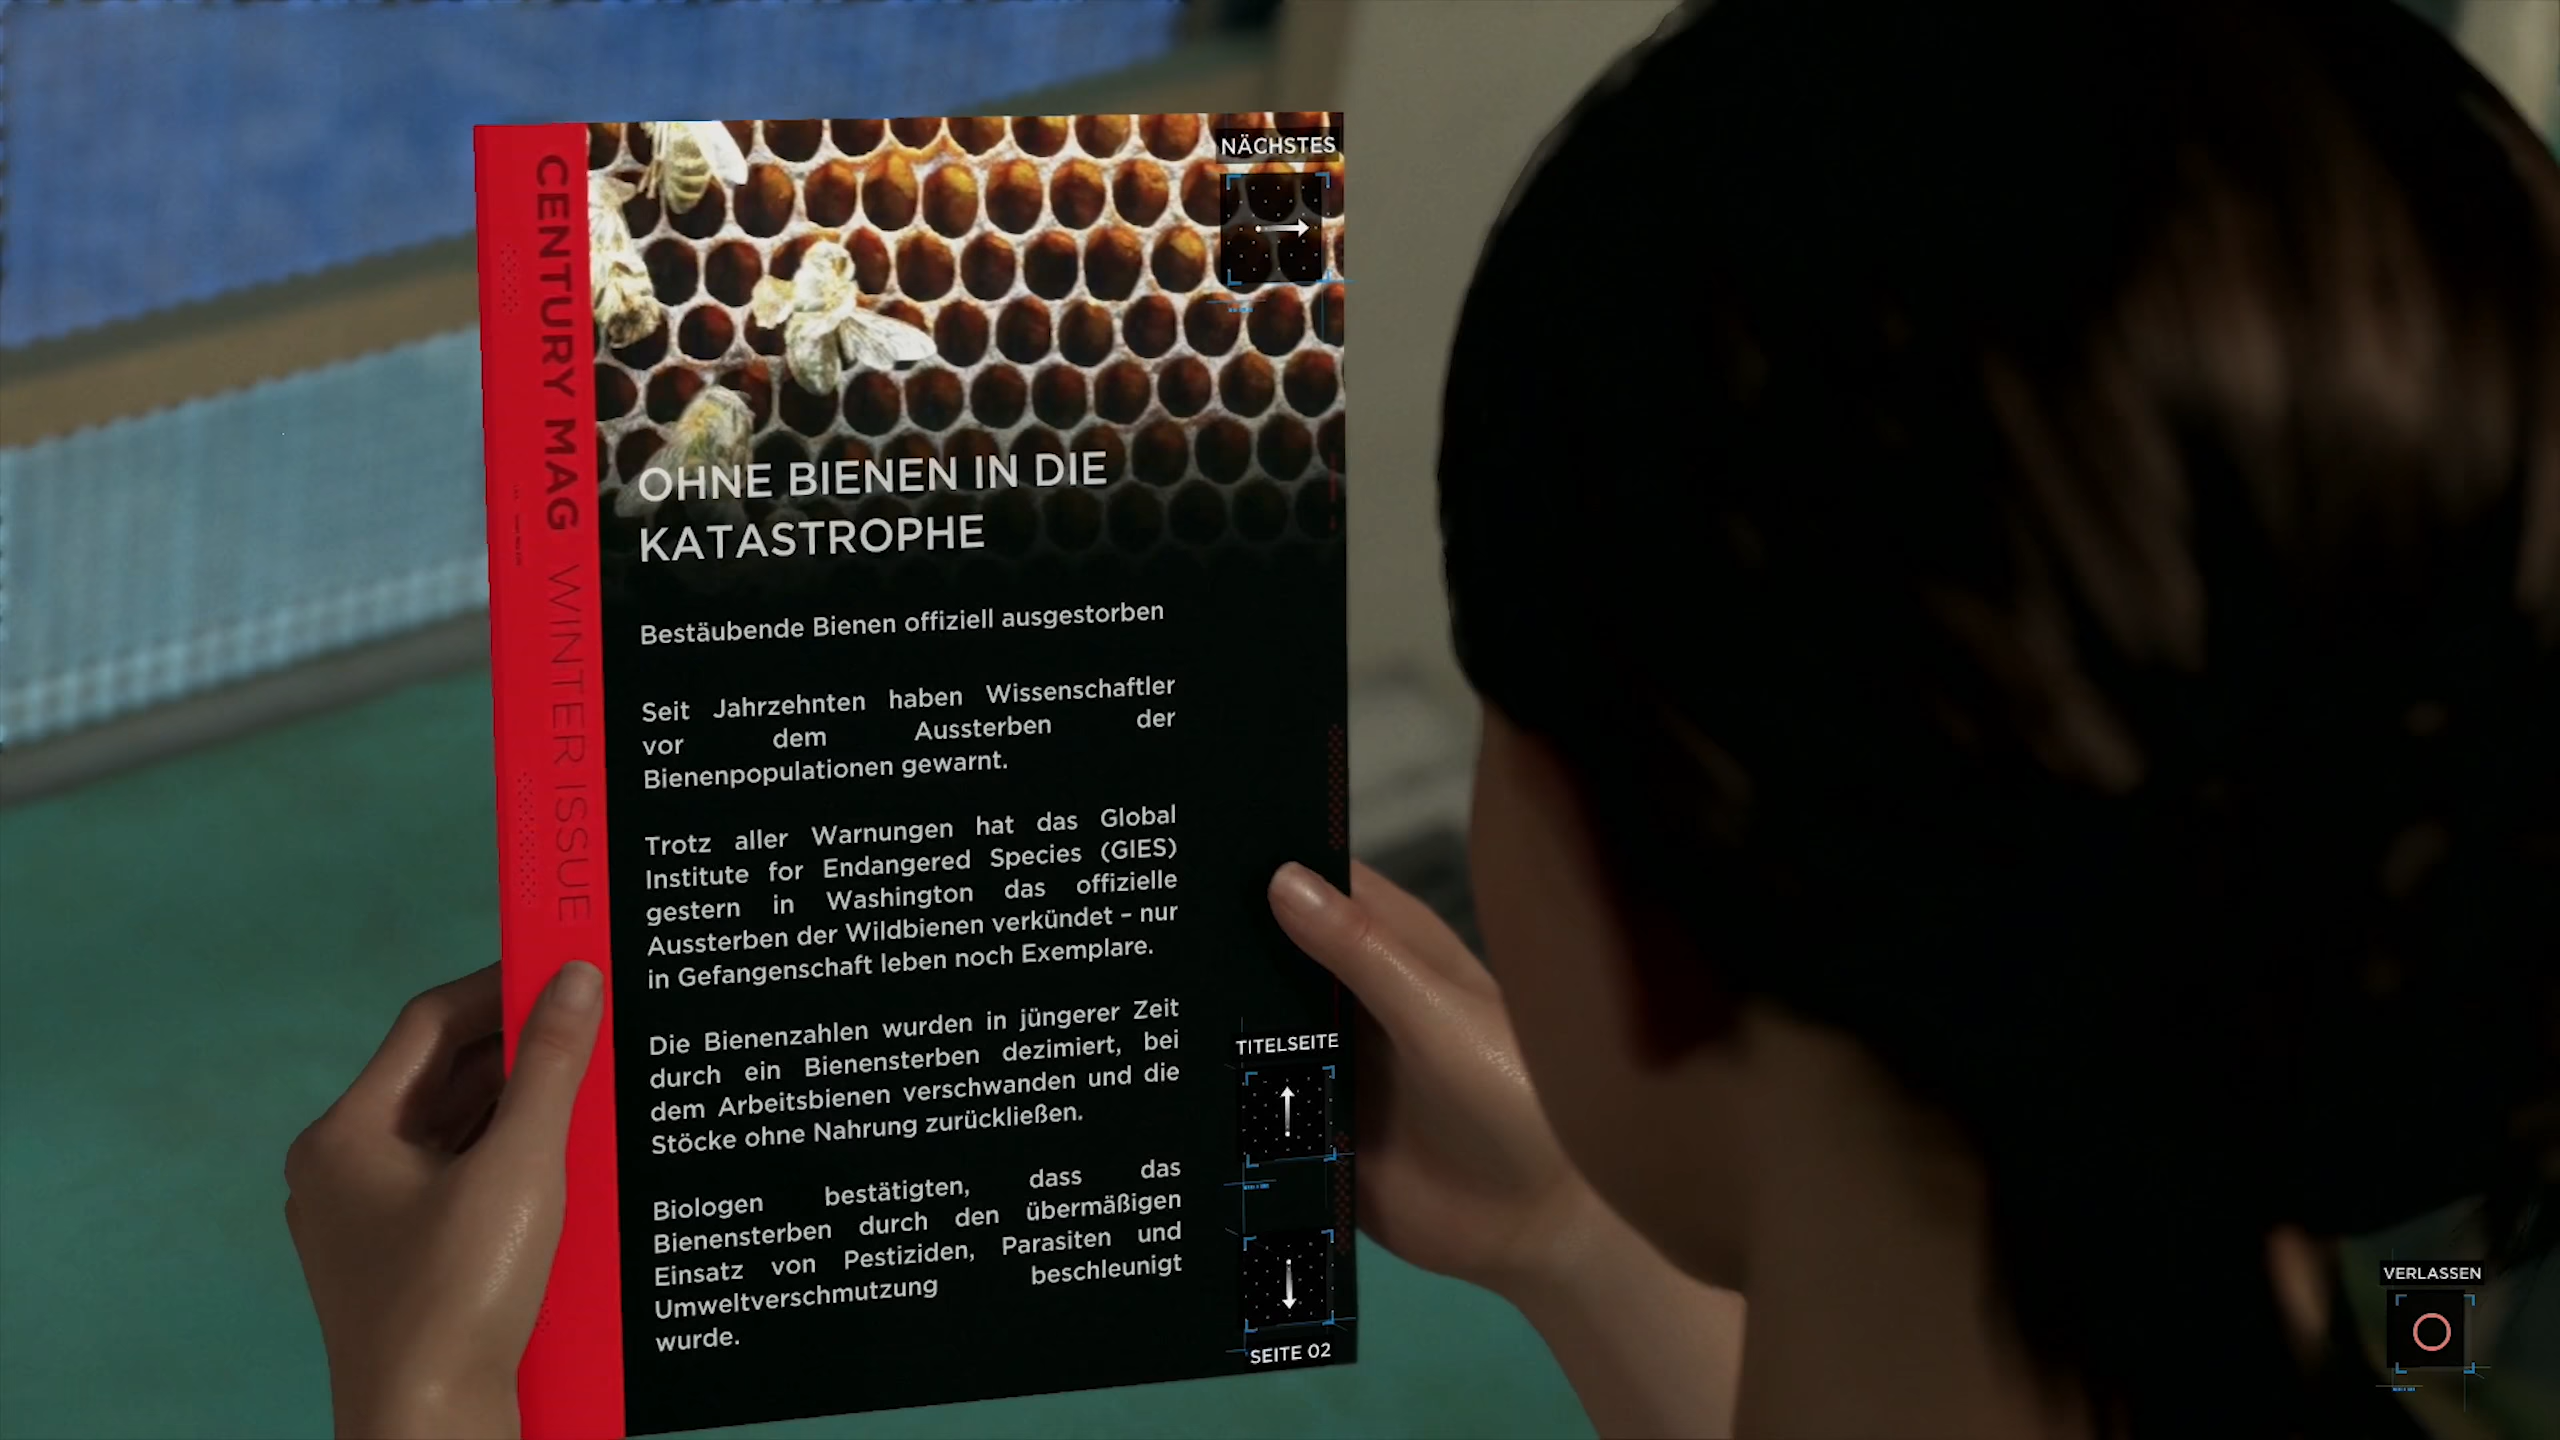 CENTURY MAG WINTER ISSUE
NÄCHSTES
OHNE BIENEN IN DIE
KATASTROPHE
Bestäubende Bienen offiziell ausgestorben
Seit Jahrzehnten haben Wissenschaftler
vor dem Aussterben der
Bienenpopulationen gewarnt.
Trotz aller Warnungen hat das Global
Institute for Endangered Species (GIES)
gestern in Washington das offizielle
Aussterben der Wildbienen verkündet – nur
in Gefangenschaft leben noch Exemplare.
Die Bienenzahlen wurden in jüngerer Zeit
durch ein Bienensterben dezimiert, bei
dem Arbeitsbienen verschwanden und die
Stöcke ohne Nahrung zurückließen.
Biologen bestätigten, dass das
Bienensterben durch den übermäßigen
Einsatz von Pestiziden, Parasiten und
Umweltverschmutzung beschleunigt
wurde.
TITELSEITE
SEITE 02
VERLASSEN